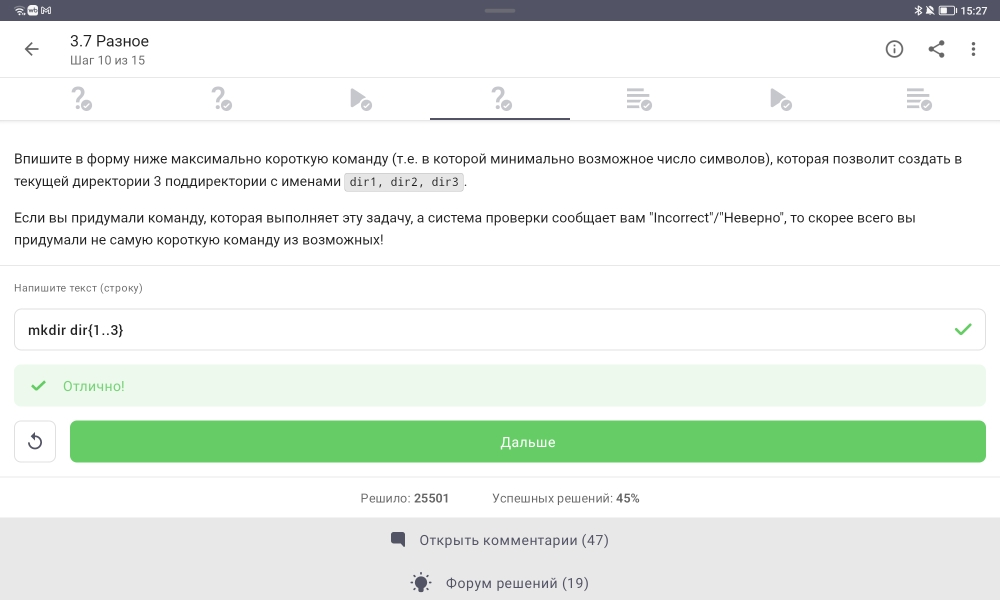 15:27
3.7 Разное
Шаг 10 из 15
Впишите в форму ниже максимально короткую команду (т.е. в которой минимально возможное число символов), которая позволит создать в
текущей директории 3 поддиректории с именами dir1, dir2, dir3.
Если вы придумали команду, которая выполняет эту задачу, а система проверки сообщает вам "Incorrect"/"Неверно", то скорее всего вы
придумали не самую короткую команду из возможных!
Напишите текст (строку)
mkdir dir{1..3}
Отлично!
Дальше
Решило: 25501 Успешных решений: 45%
Открыть комментарии (47)
Форум решений (19)